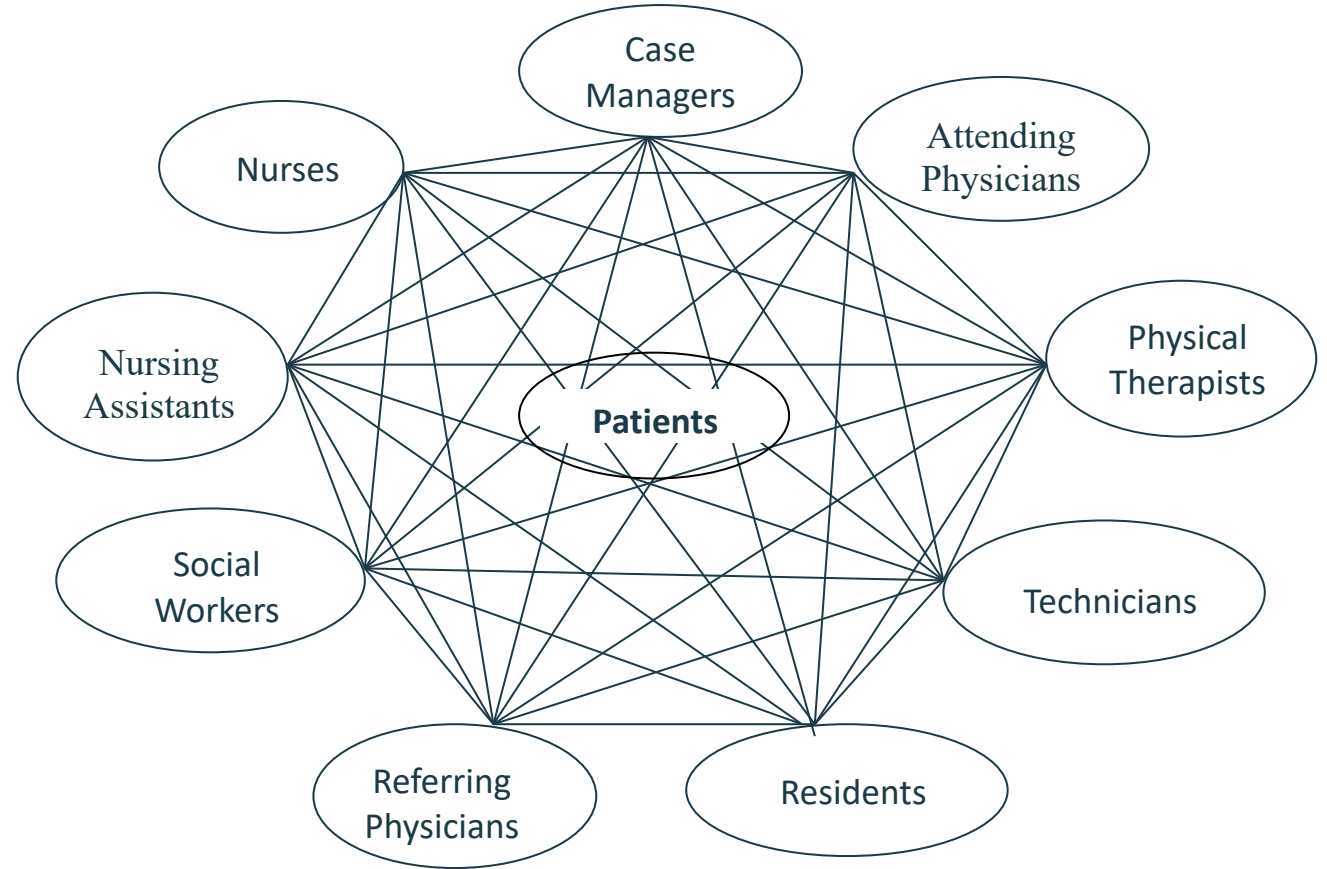 Case
Managers
Attending
Physicians
Nurses
Physical
Therapists
Nursing
Assistants
Patients
Social
Workers
Technicians
Referring
Physicians
Residents